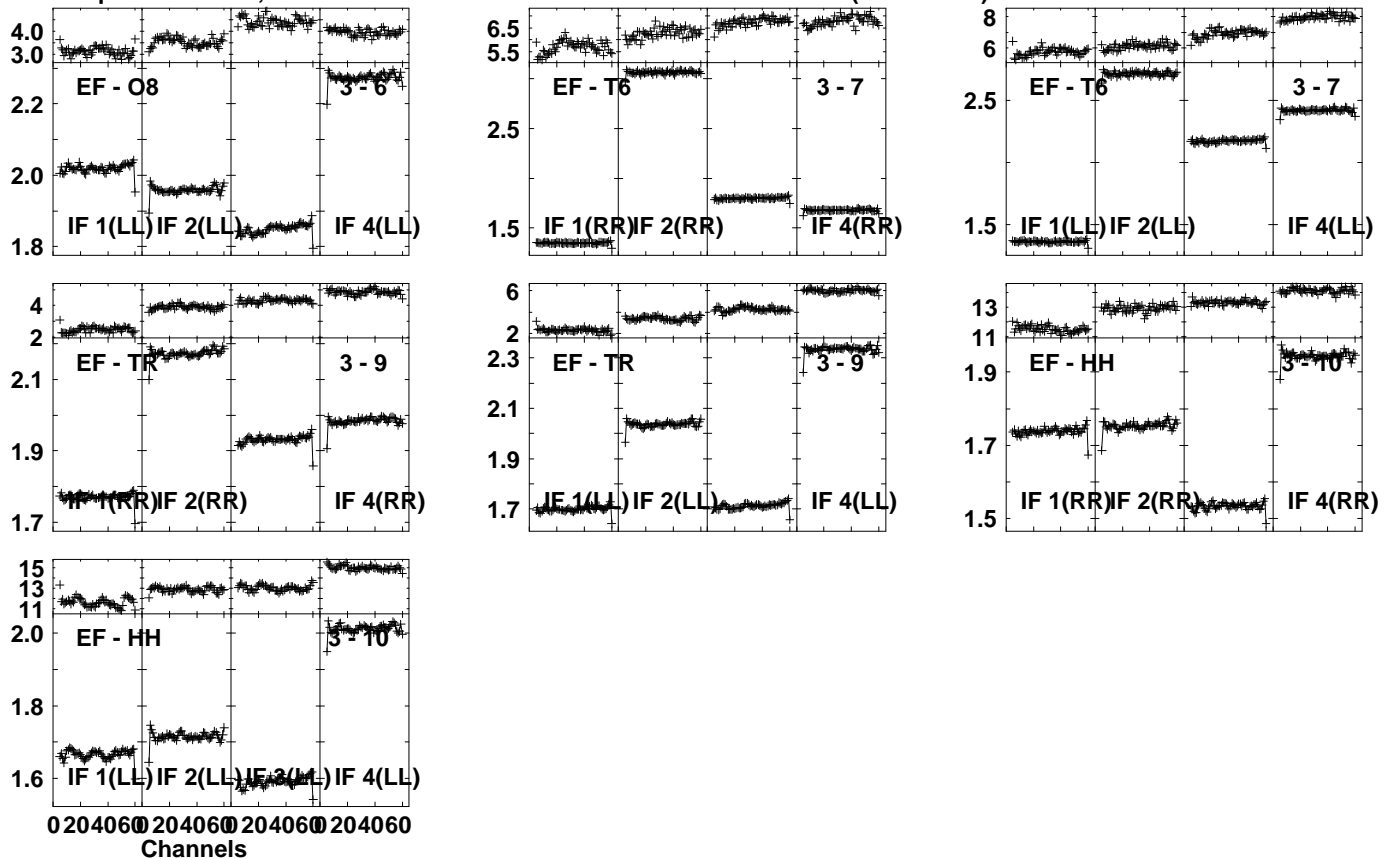 4.0
3.0
EF - O8
3 - 6
2.2
2.0
1.8
IF 1(LL)
IF 2(LL)
IF 4(LL)
6.5
5.5
EF - T6
3 - 7
2.5
1.5
IF 1(RR)
IF 2(RR)
IF 4(RR)
8
6
EF - T6
3 - 7
2.5
1.5
IF 1(LL)
IF 2(LL)
IF 4(LL)
4
2
EF - TR
3 - 9
2.1
1.9
1.7
IF 1(RR)
IF 2(RR)
IF 4(RR)
6
2
EF - TR
3 - 9
2.3
2.1
1.9
1.7
IF 1(LL)
IF 2(LL)
IF 4(LL)
13
11
EF - HH
3 - 10
1.9
1.7
1.5
IF 1(RR)
IF 2(RR)
IF 4(RR)
15
13
11
EF - HH
3 - 10
2.0
1.8
1.6
IF 1(LL)
IF 2(LL)
IF 3(LL)
IF 4(LL)
0 20 40 60 0 20 40 60 0 20 40 60 0 20 40 60
Channels